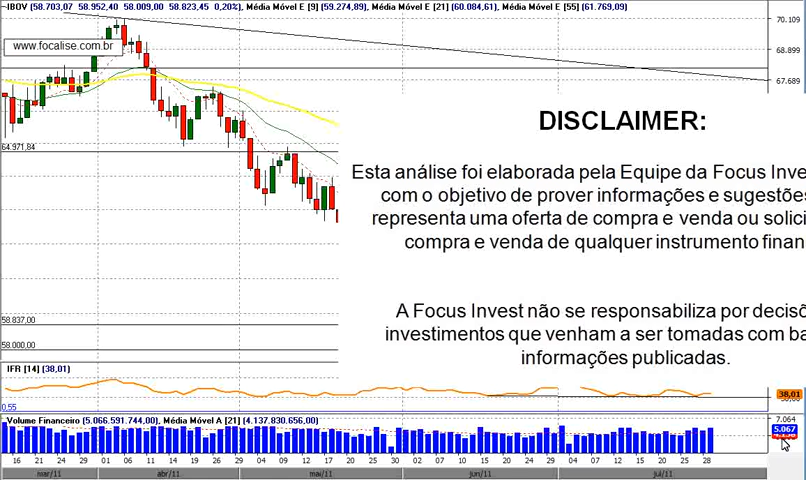 IBOV (58.703,07 58.952,40 58.009,00 58.823,45 0,20%), Média Móvel E [9] (59.274,89), Média Móvel E [21] (60.084,61), Média Móvel E [55] (61.769,09)
70.109
www.focalise.com.br
68.899
67.689
DISCLAIMER:
64.971,84
Esta análise foi elaborada pela Equipe da Focus Inve
com o objetivo de prover informações e sugestões
representa uma oferta de compra e venda ou solici
compra e venda de qualquer instrumento finan
A Focus Invest não se responsabiliza por decisõ
58.837,00
investimentos que venham a ser tomadas com ba
58.000,00
informações publicadas.
IFR [14] (38,01)
38,01
0,55
Volume Financeiro (5.066.591.744,00), Média Móvel A [21] (4.137.830.656,00)
7.064
5.067
16 21 24 29 01 06 11 14 19 26 29 04 09 12 17 20 25 30 02 07 10 15 20 24 29 04 07 12 15 20 25 28
mar/11 abr/11 mai/11 jun/11 jul/11